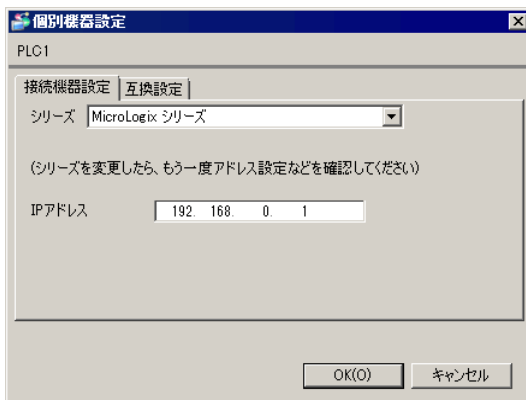 個別機器設定
PLC1
接続機器設定 互換設定
シリーズ MicroLogix シリーズ
(シリーズを変更したら、もう一度アドレス設定などを確認してください)
IPアドレス 192. 168. 0. 1
OK(O) キャンセル